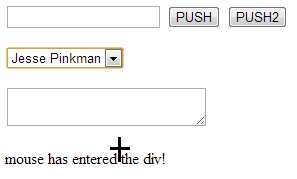 PUSH PUSH2
Jesse Pinkman
mouse has entered the div!